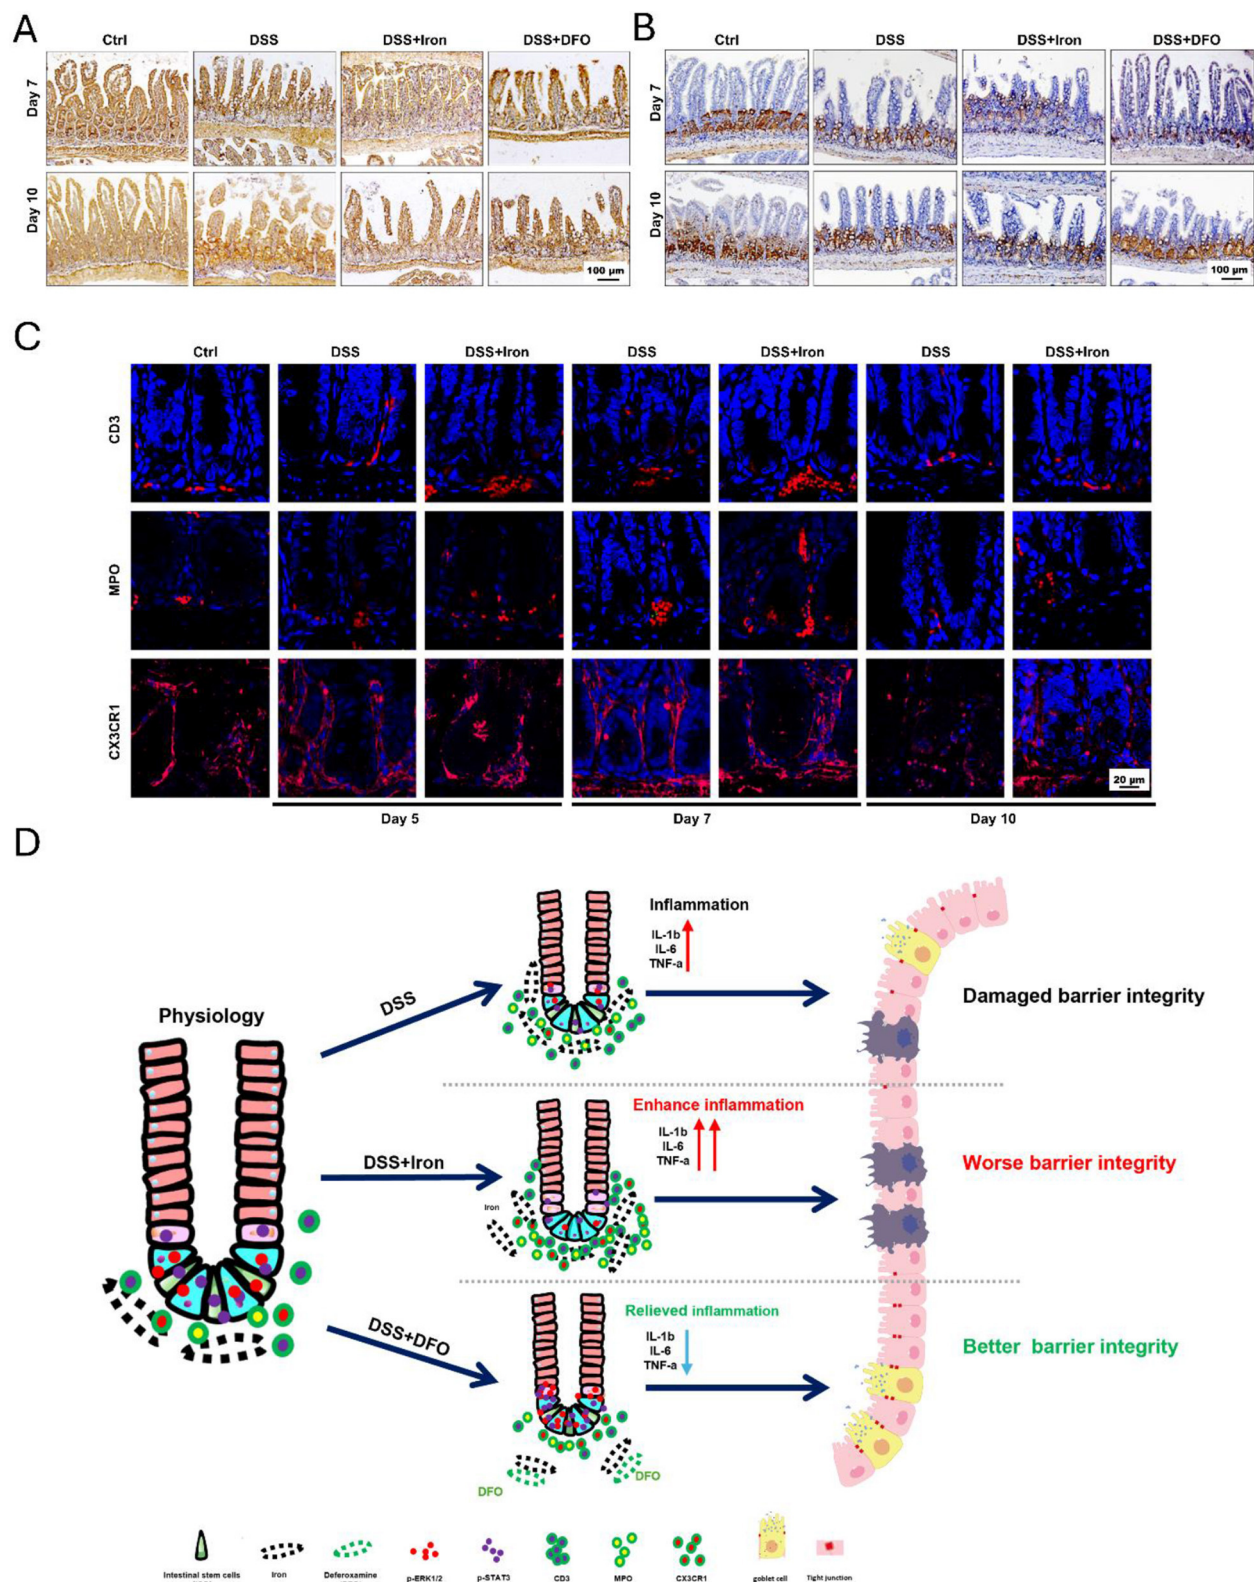 A
Ctrl
DSS
DSS+Iron
DSS+DFO
Day 7
Day 10
100 μm
B
Ctrl
DSS
DSS+Iron
DSS+DFO
Day 7
Day 10
100 μm
C
Ctrl
DSS
DSS+Iron
DSS
DSS+Iron
DSS
DSS+Iron
CD3
MPO
CX3CR1
20 μm
Day 5
Day 7
Day 10
D
Physiology
DSS
Inflammation
IL-1b
IL-6
TNF-a
Damaged barrier integrity
DSS+Iron
Iron
Enhance inflammation
IL-1b
IL-6
TNF-a
Worse barrier integrity
DSS+DFO
Relieved inflammation
IL-1b
IL-6
TNF-a
Better barrier integrity
DFO
DFO
Intestinal stem cells
Iron
Deferoxamine
p-ERK1/2
p-STAT3
CD3
MPO
CX3CR1
goblet cell
Tight junction